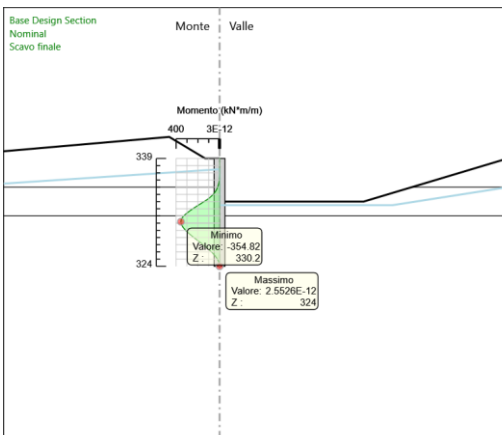 Base Design Section
Nominal
Scavo finale
Monte Valle
Momento (kN*m/m)
400 3E-12
339
Minimo
Valore: -354.82
Z : 330.2
324
Massimo
Valore: 2.5526E-12
Z : 324